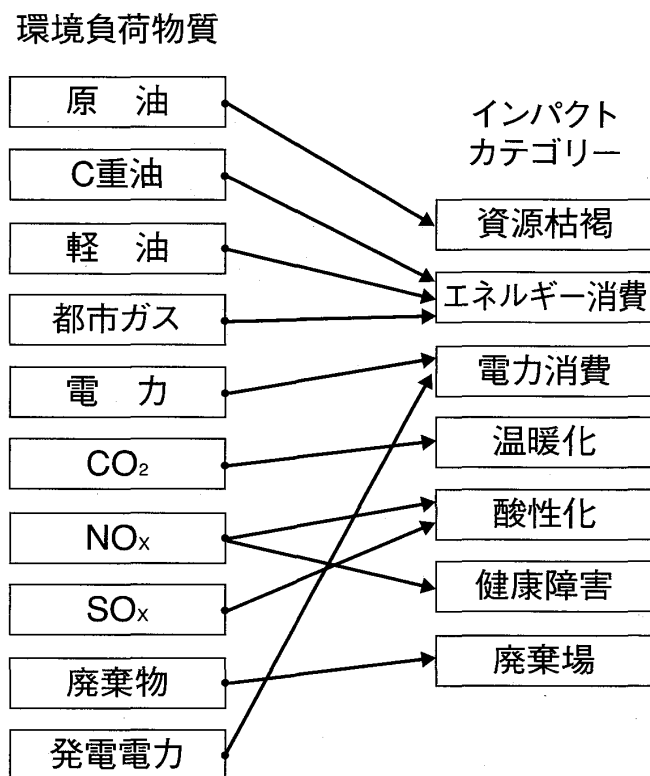 環境負荷物質
原　油
C重油
軽　油
都市ガス
電　力
CO₂
NOx
SOx
廃棄物
発電電力
インパクト
カテゴリー
資源枯褐
エネルギー消費
電力消費
温暖化
酸性化
健康障害
廃棄場